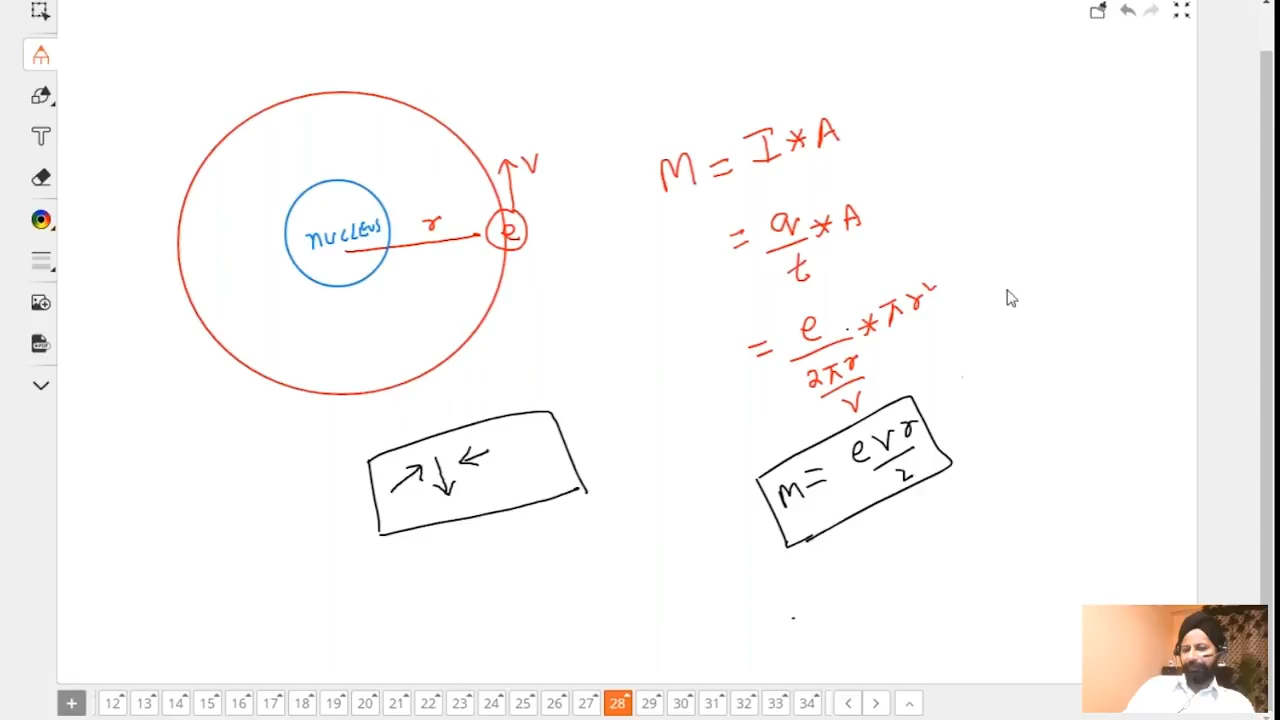 V
r
e
nucleus
M = I * A
= q/t * A
= e/(2πr/v) * πr²
m = evr/2
12 13 14 15 16 17 18 19 20 21 22 23 24 25 26 27 28 29 30 31 32 33 34